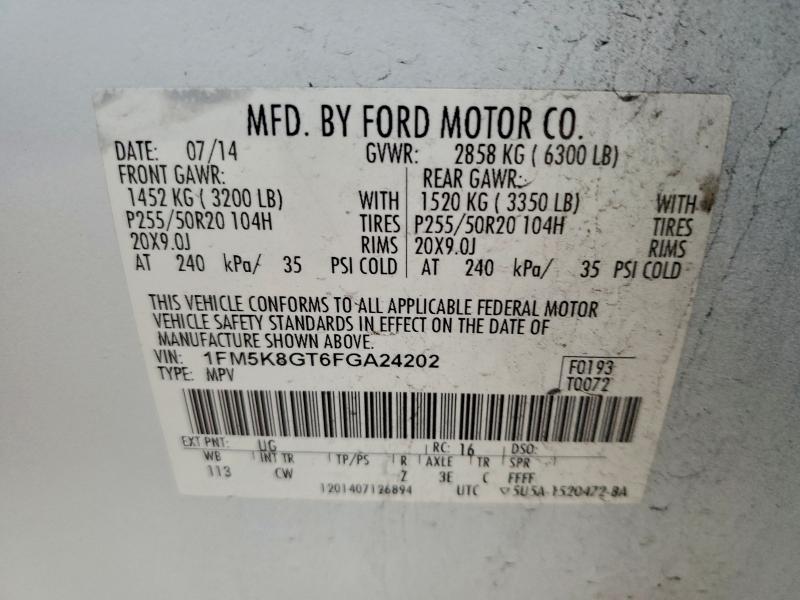 MFD. BY FORD MOTOR CO.
DATE: 07/14 GVWR: 2858 KG ( 6300 LB)
FRONT GAWR: REAR GAWR:
1452 KG ( 3200 LB) WITH 1520 KG ( 3350 LB) WITH
P255/50R20 104H TIRES P255/50R20 104H TIRES
20X9.0J RIMS 20X9.0J RIMS
AT 240 kPa/ 35 PSI COLD AT 240 kPa/ 35 PSI COLD
THIS VEHICLE CONFORMS TO ALL APPLICABLE FEDERAL MOTOR
VEHICLE SAFETY STANDARDS IN EFFECT ON THE DATE OF
MANUFACTURE SHOWN ABOVE.
VIN: 1FM5K8GT6FGA24202
TYPE: MPV
F0193
T0072
EXT PNT: UG RC: 16 DSO:
WB INT TR TP/PS R AXLE TR SPR
113 CW 2 3E C FFFF
1201407126894 UTC 5U5A-1520472-BA